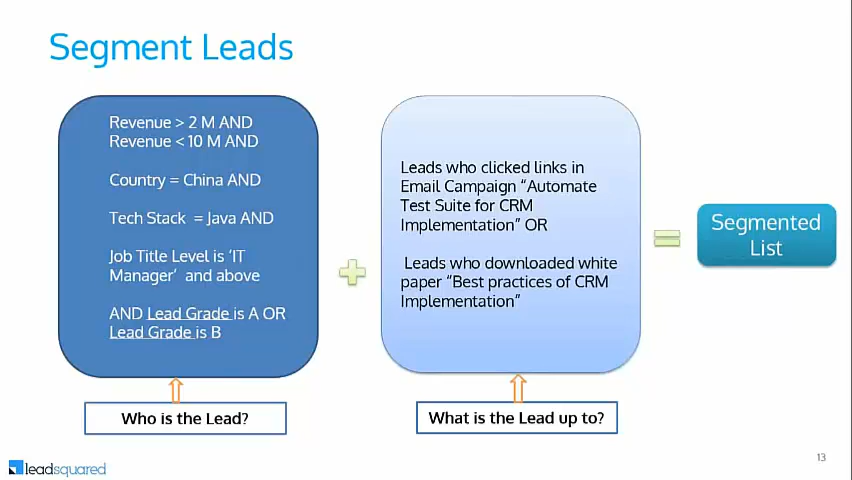 Segment Leads
Revenue > 2 M AND
Revenue < 10 M AND
Country = China AND
Tech Stack = Java AND
Job Title Level is ‘IT
Manager’ and above
AND Lead Grade is A OR
Lead Grade is B
Who is the Lead?
Leads who clicked links in
Email Campaign “Automate
Test Suite for CRM
Implementation” OR
Leads who downloaded white
paper “Best practices of CRM
Implementation”
What is the Lead up to?
Segmented
List
leadsquared
13